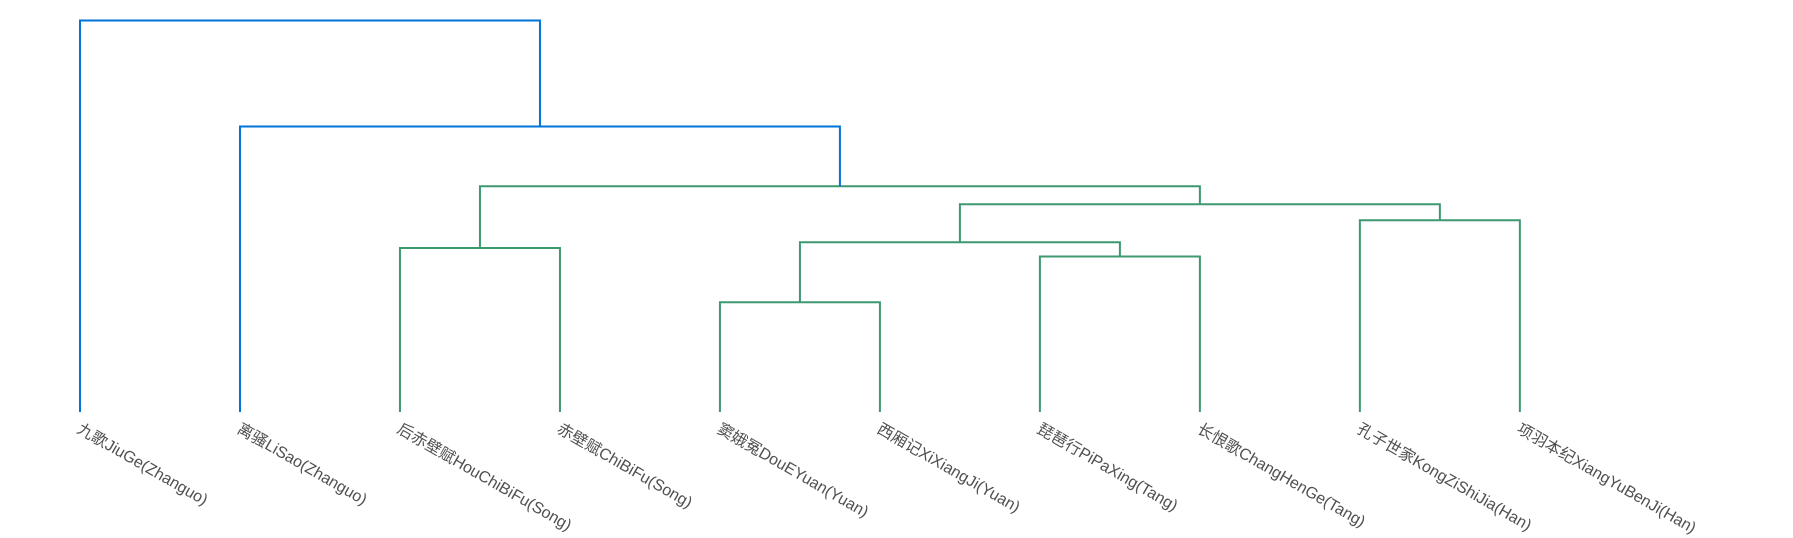 九歌JiuGe(Zhanguo)
离骚LiSao(Zhanguo)
后赤壁赋HouChiBiFu(Song)
赤壁赋ChiBiFu(Song)
窦娥冤DouEYuan(Yuan)
西厢记XiXiangJi(Yuan)
琵琶行PiPaXing(Tang)
长恨歌ChangHenGe(Tang)
孔子世家KongZiShiJia(Han)
项羽本纪XiangYuBenJi(Han)